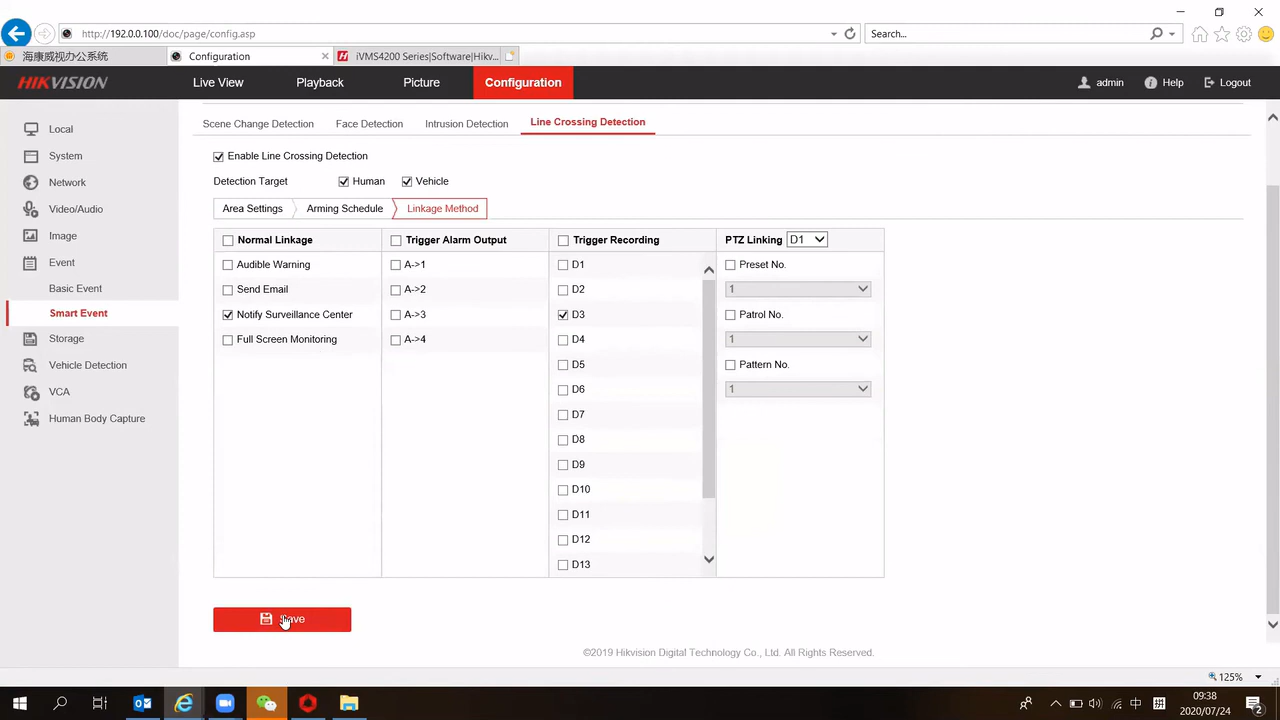 http://192.0.0.100/doc/page/config.asp
Search...
海康威视办公系统
Configuration
iVMS4200 Series|Software|Hikv...
HIKVISION
Live View
Playback
Picture
Configuration
admin
Help
Logout
Local
System
Network
Video/Audio
Image
Event
Basic Event
Smart Event
Storage
Vehicle Detection
VCA
Human Body Capture
Scene Change Detection
Face Detection
Intrusion Detection
Line Crossing Detection
Enable Line Crossing Detection
Detection Target
Human
Vehicle
Area Settings
Arming Schedule
Linkage Method
Normal Linkage
Audible Warning
Send Email
Notify Surveillance Center
Full Screen Monitoring
Trigger Alarm Output
A->1
A->2
A->3
A->4
Trigger Recording
D1
D2
D3
D4
D5
D6
D7
D8
D9
D10
D11
D12
D13
PTZ Linking D1
Preset No.
1
Patrol No.
1
Pattern No.
1
Save
©2019 Hikvision Digital Technology Co., Ltd. All Rights Reserved.
125%
中
拼
09:38
2020/07/24
2